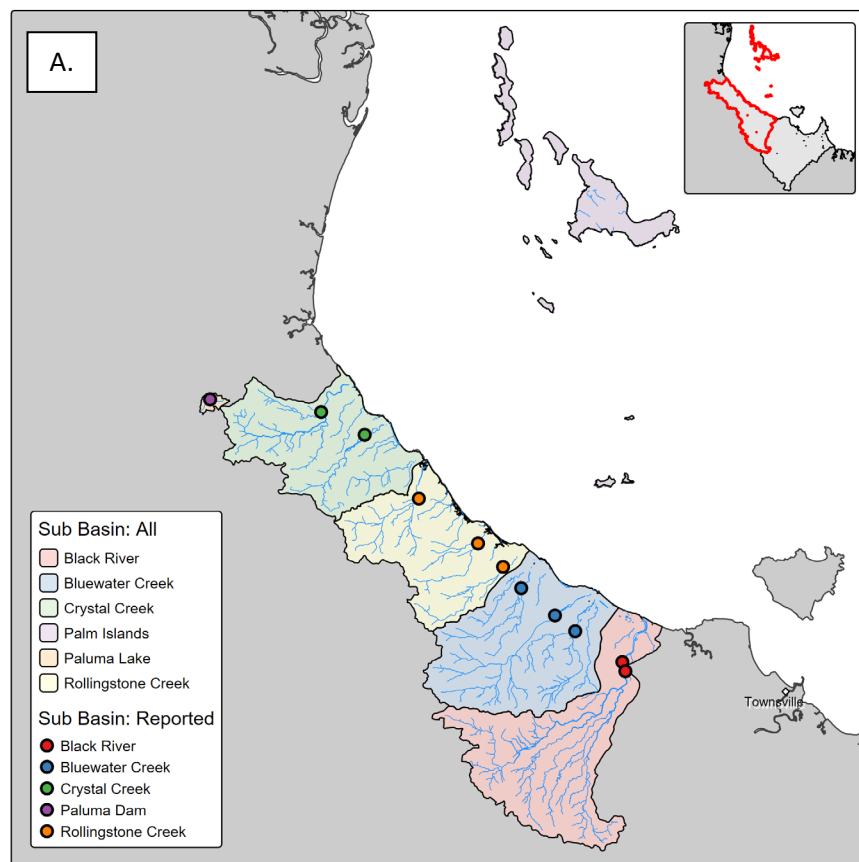 A.
Sub Basin: All
Black River
Bluewater Creek
Crystal Creek
Palm Islands
Paluma Lake
Rollingstone Creek
Sub Basin: Reported
Black River
Bluewater Creek
Crystal Creek
Paluma Dam
Rollingstone Creek
Townsville